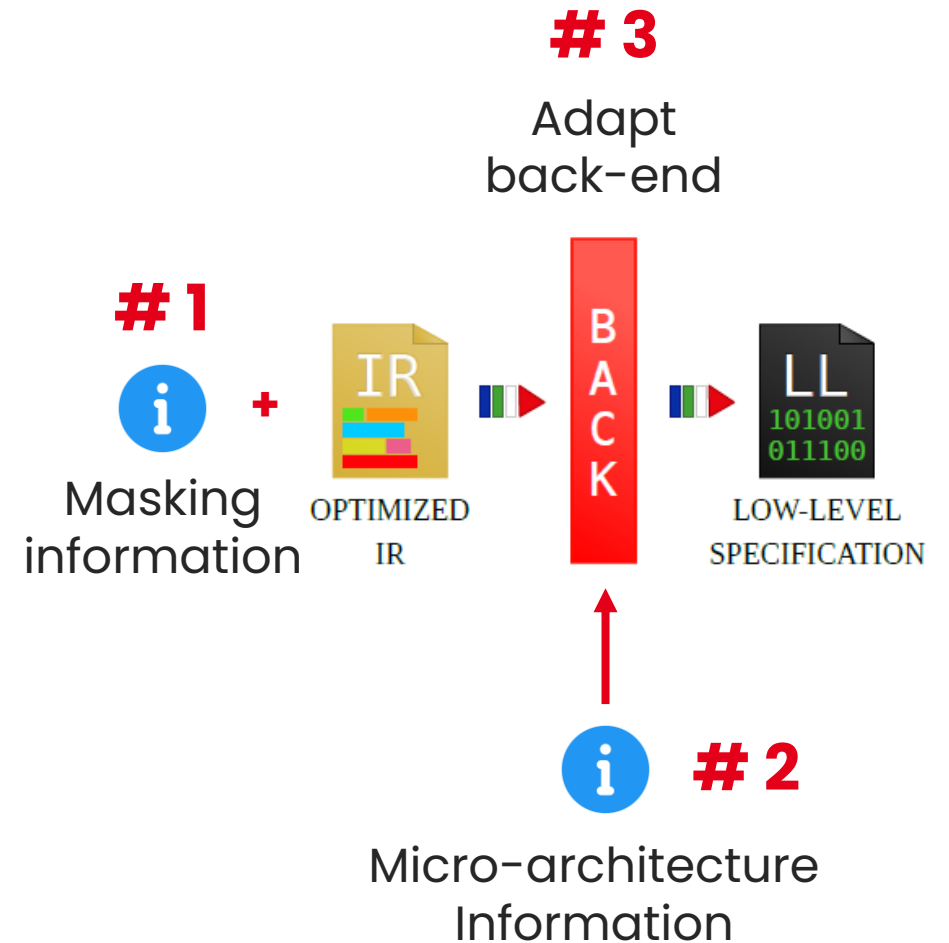 # 3
Adapt
back-end
# 1
+
Masking
information
IR
OPTIMIZED
IR
B
A
C
K
LL
101001
011100
LOW-LEVEL
SPECIFICATION
# 2
Micro-architecture
Information